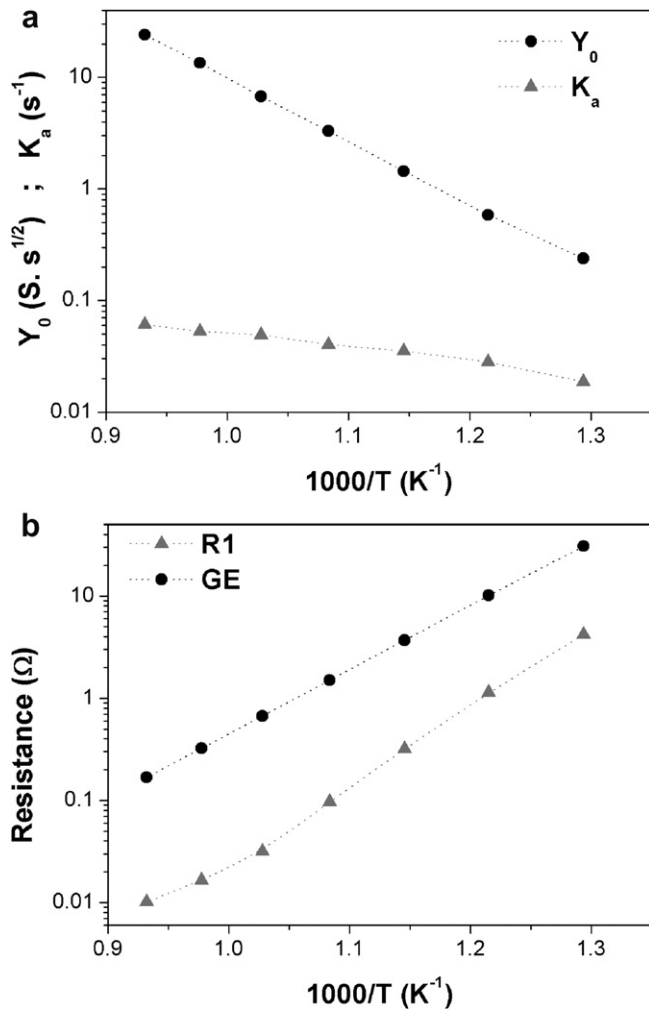 a
Y₀
Kₐ
Y₀ (S. s¹ᐟ²) ; Kₐ (s⁻¹)
10
1
0.1
0.01
0.9 1.0 1.1 1.2 1.3
1000/T (K⁻¹)
b
R1
GE
Resistance (Ω)
10
1
0.1
0.01
0.9 1.0 1.1 1.2 1.3
1000/T (K⁻¹)